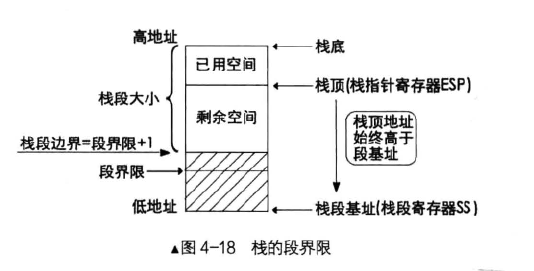 高地址
栈底
已用空间
栈顶(栈指针寄存器ESP)
栈段大小
剩余空间
栈顶地址
始终高于
段基址
栈段边界=段界限+1
段界限
低地址
栈段基址(栈段寄存器SS)
▲图4-18 栈的段界限